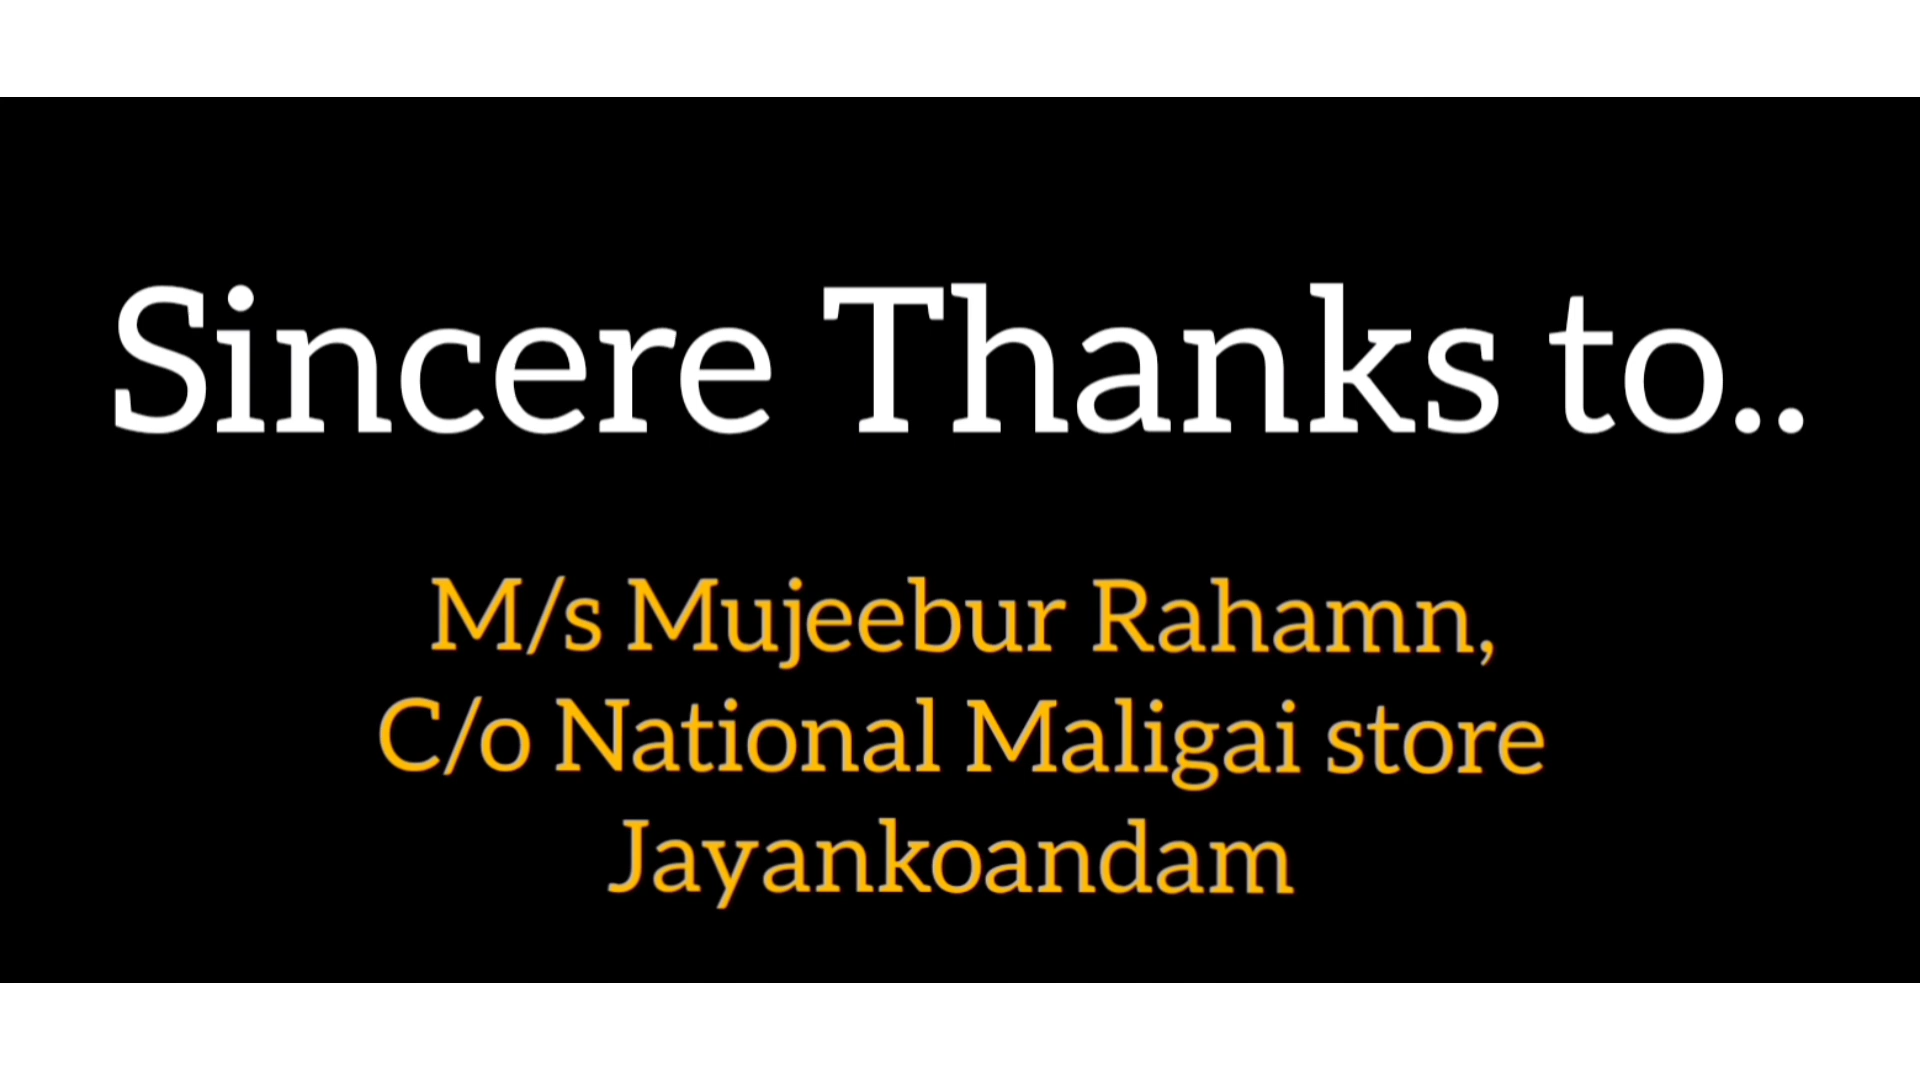 Sincere Thanks to..
M/s Mujeebur Rahamn,
C/o National Maligai store
Jayankoandam